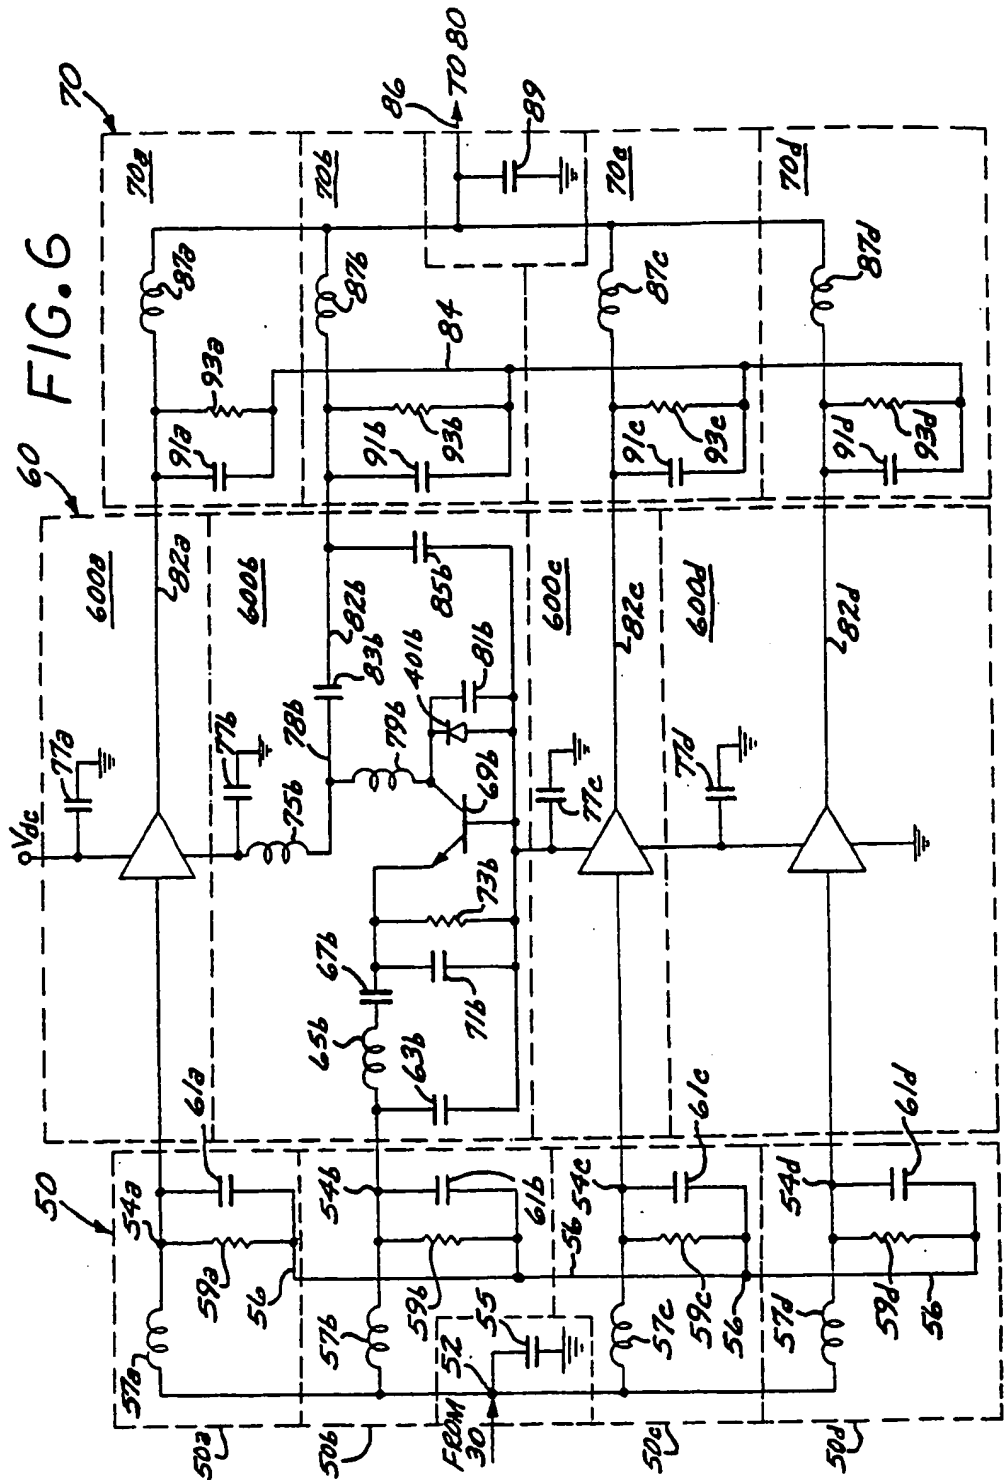 FIG. 6
50
60
70
50a
50b
50c
50d
600a
600b
600c
600d
70a
70b
70c
70d
Vdc
77a
57a
54a
59a
61a
56
82a
91a
93a
87a
77b
75b
78b
79b
83b
82b
401b
81b
85b
69b
73b
67b
71b
65b
63b
57b
54b
59b
61b
91b
93b
87b
84
86
TO 80
89
FROM
30
52
55
56
77c
57c
54c
59c
61c
56
82c
91c
93c
87c
77d
57d
54d
59d
61d
56
82d
91d
93d
87d